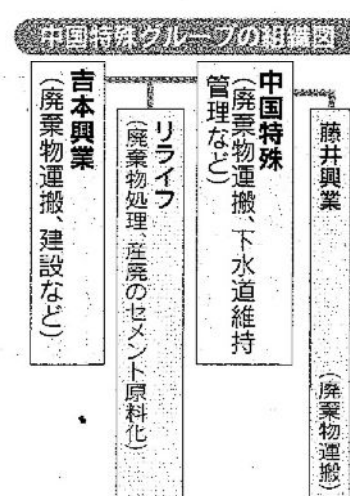 中国特殊グループの組織図
藤井興業　（廃棄物運搬）
中国特殊
（廃棄物運搬、下水道維持
管理など）
リライフ
（廃棄物処理、産廃のセメント原料化）
吉本興業
（廃棄物運搬、建設など）